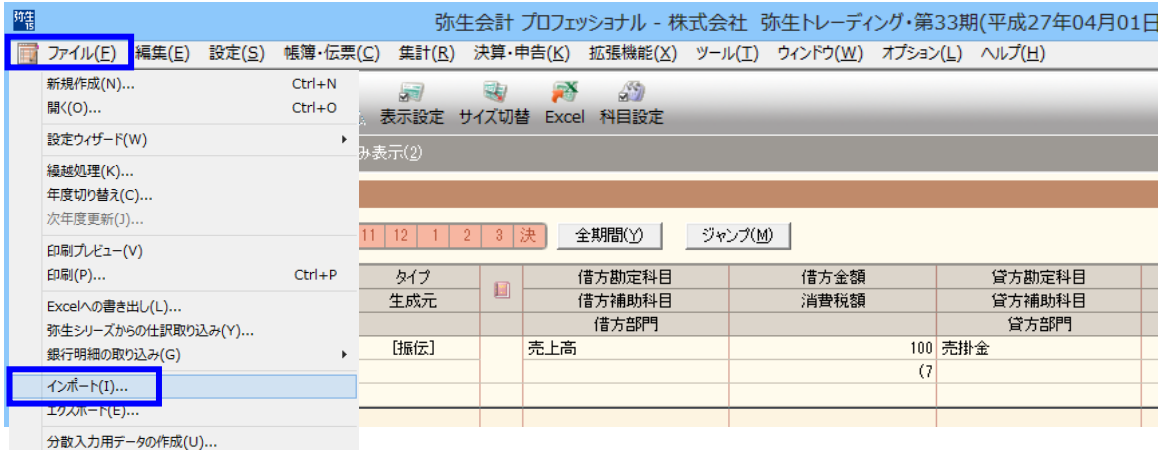 弥生 15
弥生会計 プロフェッショナル - 株式会社 弥生トレーディング・第33期(平成27年04月01日
ファイル(F) 編集(E) 設定(S) 帳簿・伝票(C) 集計(R) 決算・申告(K) 拡張機能(X) ツール(T) ウィンドウ(W) オプション(L) ヘルプ(H)
新規作成(N)... Ctrl+N
開く(O)... Ctrl+O
表示設定 サイズ切替 Excel 科目設定
設定ウィザード(W)
み表示(2)
繰越処理(K)...
年度切り替え(C)...
次年度更新(J)...
11 12 1 2 3 決 全期間(Y) ジャンプ(M)
印刷プレビュー(V)
印刷(P)... Ctrl+P
タイプ 借方勘定科目 借方金額 貸方勘定科目
生成元 借方補助科目 消費税額 貸方補助科目
借方部門 貸方部門
Excelへの書き出し(L)...
弥生シリーズからの仕訳取り込み(Y)...
銀行明細の取り込み(G)
[振伝] 売上高 100 売掛金
(7
インポート(I)...
エクスポート(E)...
分散入力用データの作成(U)...